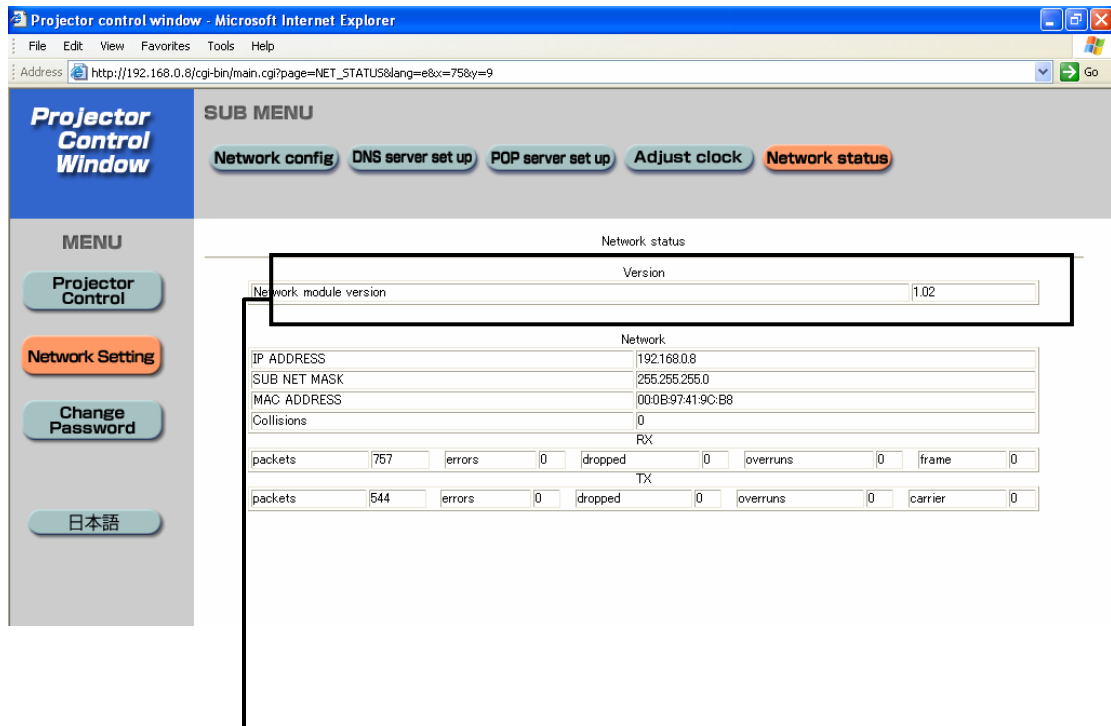 Projector control window - Microsoft Internet Explorer
File Edit View Favorites Tools Help
Address http://192.168.0.8/cgi-bin/main.cgi?page=NET_STATUS&lang=e&x=75&y=9 Go
Projector
Control
Window
SUB MENU
Network config DNS server set up POP server set up Adjust clock Network status
MENU
Projector
Control
Network Setting
Change
Password
日本語
Network status
Version
Network module version 1.02
Network
IP ADDRESS 192.168.0.8
SUB NET MASK 255.255.255.0
MAC ADDRESS 00:0B:97:41:9C:B8
Collisions 0
RX
packets 757 errors 0 dropped 0 overruns 0 frame 0
TX
packets 544 errors 0 dropped 0 overruns 0 carrier 0